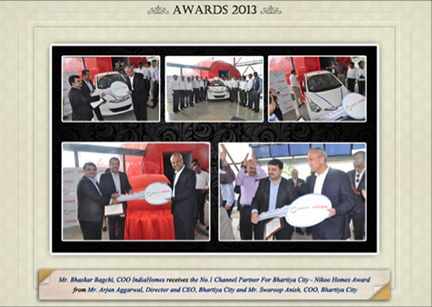 AWARDS 2013
Mr. Bhaskar Bagchi, COO IndiaHomes receives the No.1 Channel Partner For Bhartiya City - Nikoo Homes Award
from Mr. Arjun Aggarwal, Director and CEO, Bhartiya City and Mr. Swaroop Anish, COO, Bhartiya City